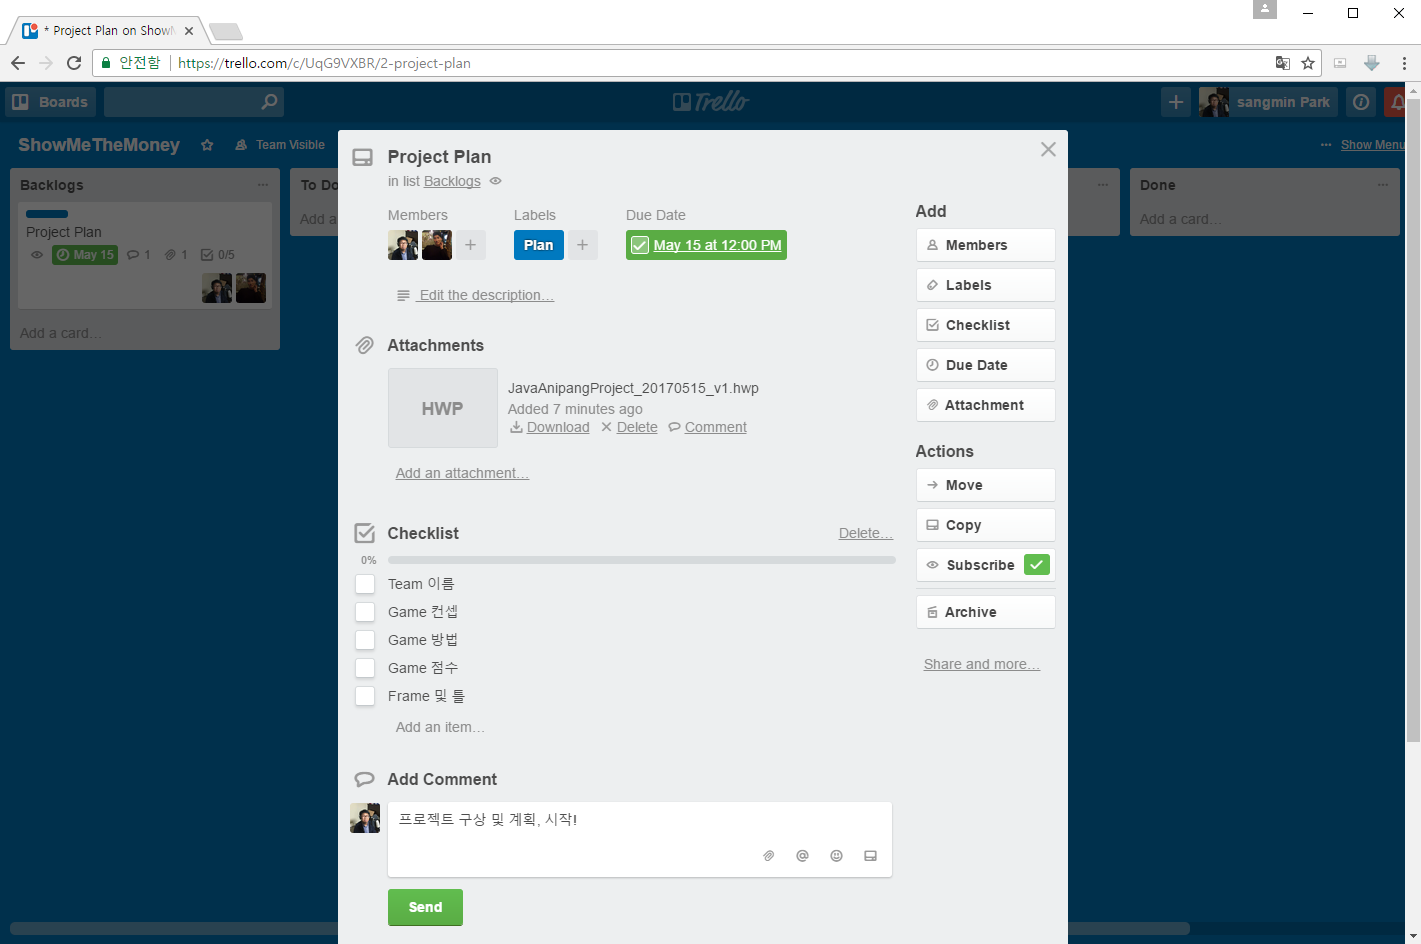 * Project Plan on Show
안전함
https://trello.com/c/UqG9VXBR/2-project-plan
Boards
Trello
sangmin Park
ShowMeTheMoney
Team Visible
... Show Menu
Backlogs
Project Plan
May 15 1 1 0/5
Add a card…
To Do
Add a
Done
Add a card…
Project Plan
in list Backlogs
Members Labels Due Date
Plan
May 15 at 12:00 PM
Edit the description…
Attachments
HWP
JavaAnipangProject_20170515_v1.hwp
Added 7 minutes ago
Download Delete Comment
Add an attachment…
Checklist
Delete…
0%
Team 이름
Game 컨셉
Game 방법
Game 점수
Frame 및 틀
Add an item…
Add Comment
프로젝트 구상 및 계획, 시작!
Send
Add
Members
Labels
Checklist
Due Date
Attachment
Actions
Move
Copy
Subscribe
Archive
Share and more…